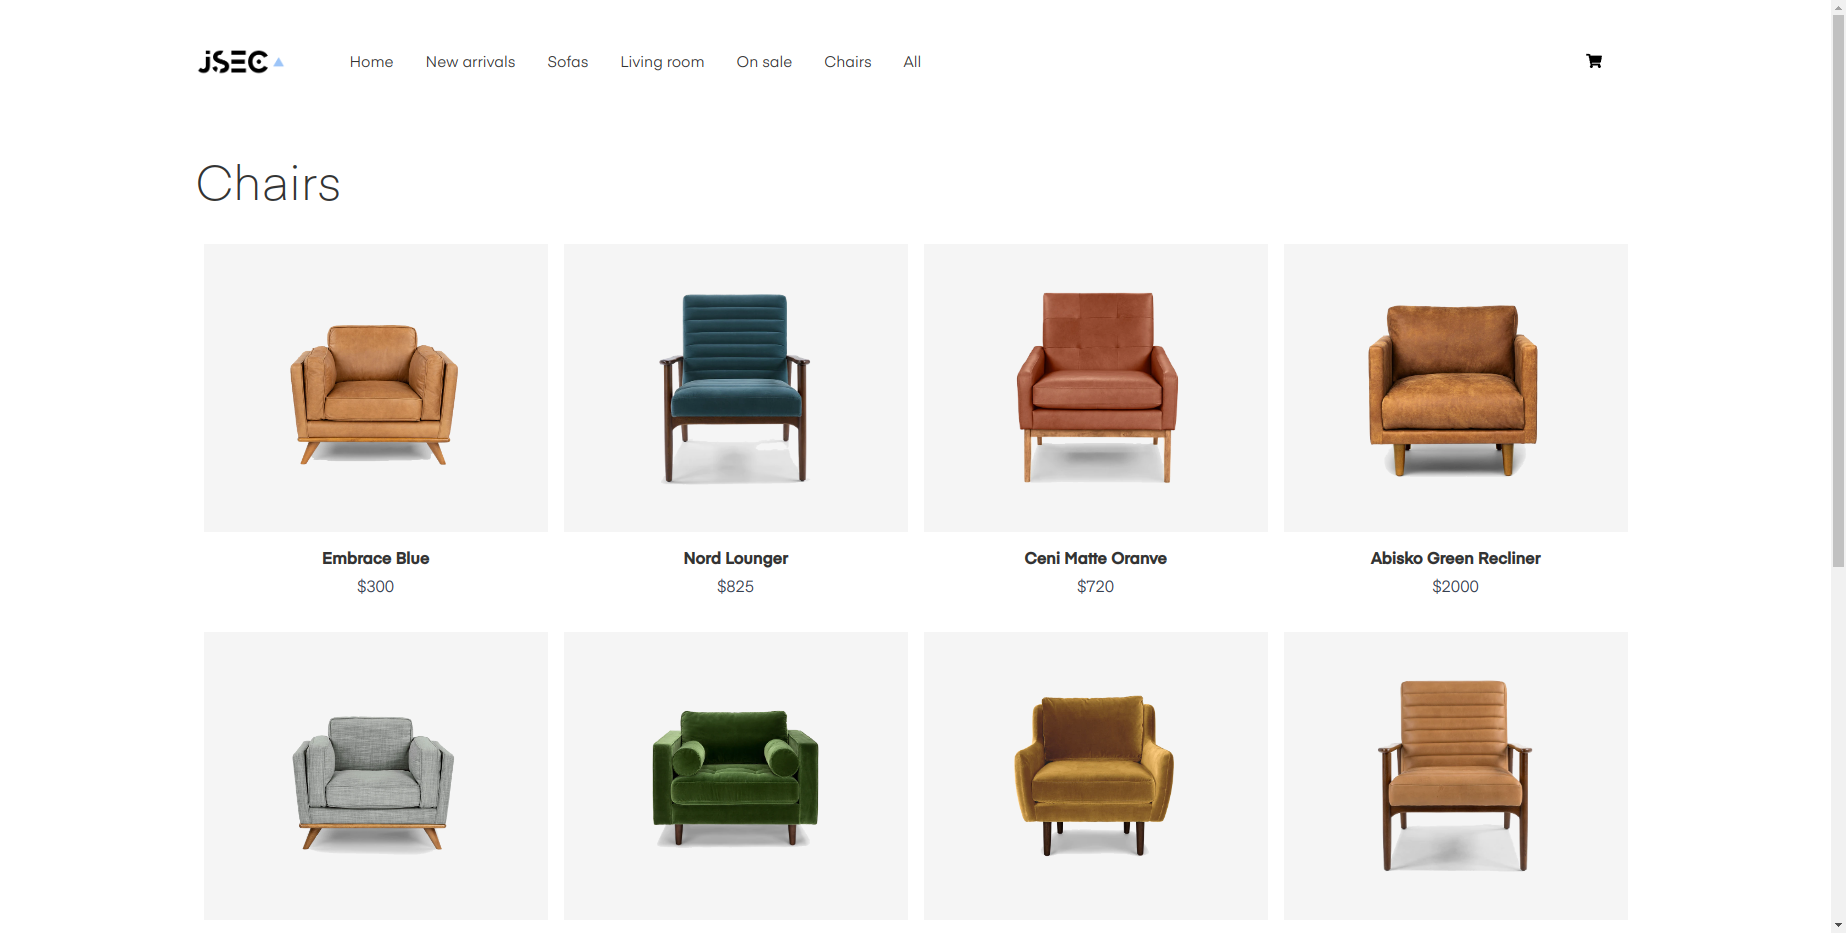 JSEC
Home New arrivals Sofas Living room On sale Chairs All
Chairs
Embrace Blue Nord Lounger Ceni Matte Oranve Abisko Green Recliner
$300 $825 $720 $2000